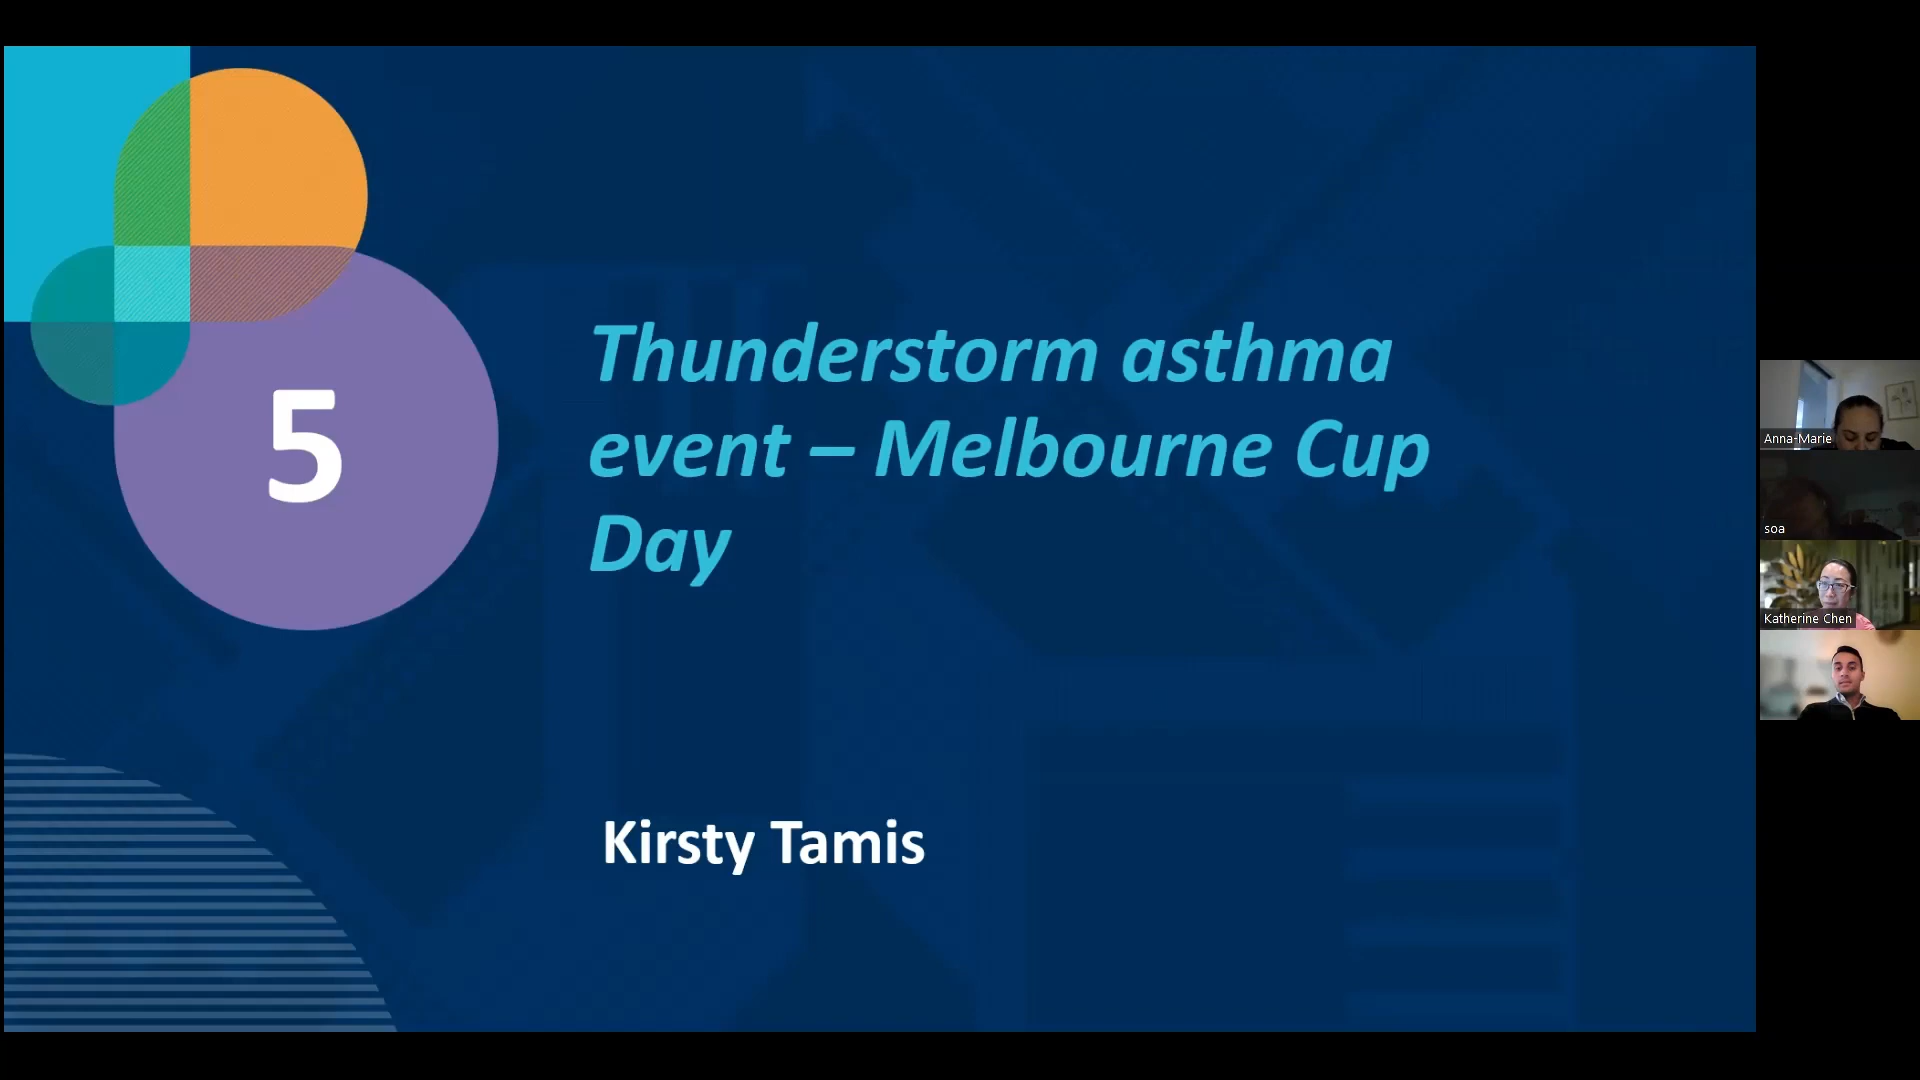 5
Thunderstorm asthma
event – Melbourne Cup
Day
Kirsty Tamis
Anna-Marie
soa
Katherine Chen